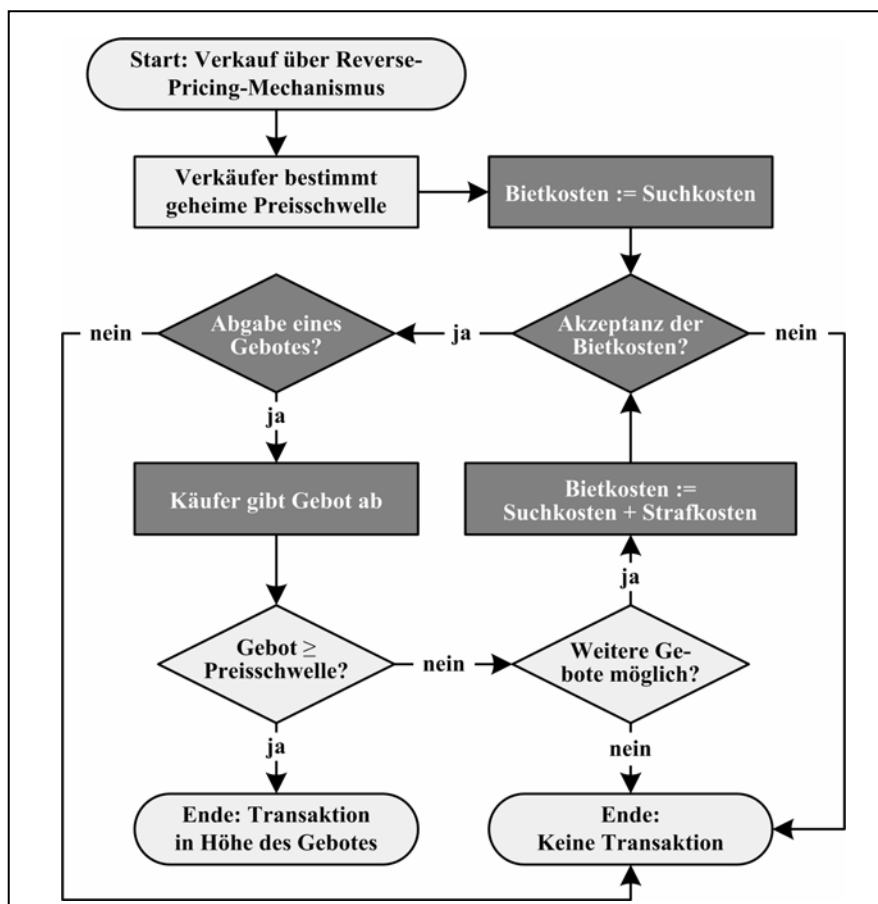 Start: Verkauf über Reverse-
Pricing-Mechanismus
Verkäufer bestimmt
geheime Preisschwelle
Bietkosten := Suchkosten
nein
Abgabe eines
Gebotes?
ja
Akzeptanz der
Bietkosten?
nein
ja
Käufer gibt Gebot ab
Bietkosten :=
Suchkosten + Strafkosten
ja
Gebot ≥
Preisschwelle?
nein
Weitere Ge-
bote möglich?
ja
nein
Ende: Transaktion
in Höhe des Gebotes
Ende:
Keine Transaktion